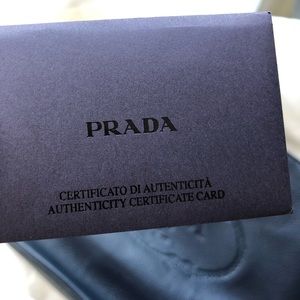 PRADA
CERTIFICATO DI AUTENTICITÀ
AUTHENTICITY CERTIFICATE CARD